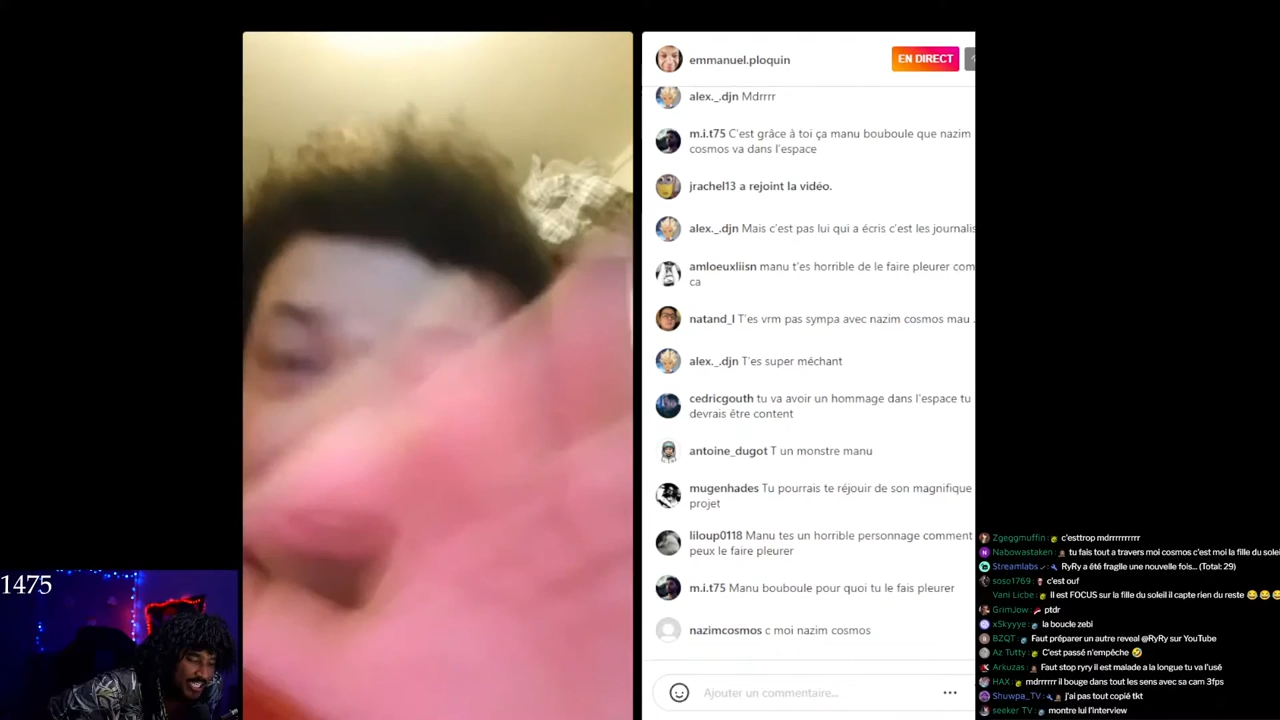 emmanuel.ploquin
EN DIRECT
alex._.djn Mdrrrr
m.i.t75 C'est grâce à toi ça manu bouboule que nazim
cosmos va dans l'espace
jrachel13 a rejoint la vidéo.
alex._.djn Mais c'est pas lui qui a écris c'est les journalis
amloeuxliisn manu t'es horrible de le faire pleurer com
ca
natand_l T'es vrm pas sympa avec nazim cosmos mau .
alex._.djn T'es super méchant
cedricgouth tu va avoir un hommage dans l'espace tu
devrais être content
antoine_dugot T un monstre manu
mugenhades Tu pourrais te réjouir de son magnifique
projet
liloup0118 Manu tes un horrible personnage comment
peux le faire pleurer
m.i.t75 Manu bouboule pour quoi tu le fais pleurer
nazimcosmos c moi nazim cosmos
Ajouter un commentaire...
1475
Zgeggmuffin : c'esttrop mdrrrrrrrrrr
Nabowastaken : tu fais tout a travers moi cosmos c'est moi la fille du solei
Streamlabs : RyRy a été fragile une nouvelle fois... (Total: 29)
soso1769 : c'est ouf
Vani Licbe : Il est FOCUS sur la fille du soleil il capte rien du reste 😂😂😂
GrimJow : ptdr
xSkyyye : la boucle zebi
BZQT : Faut préparer un autre reveal @RyRy sur YouTube
Az Tutty : C'est passé n'empêche 🤣
Arkuzas : Faut stop ryry il est malade a la longue tu va l'usé
HAX : mdrrrrrr il bouge dans tout les sens avec sa cam 3fps
Shuwpa_TV : j'ai pas tout copié tkt
seeker TV : montre lui l'interview